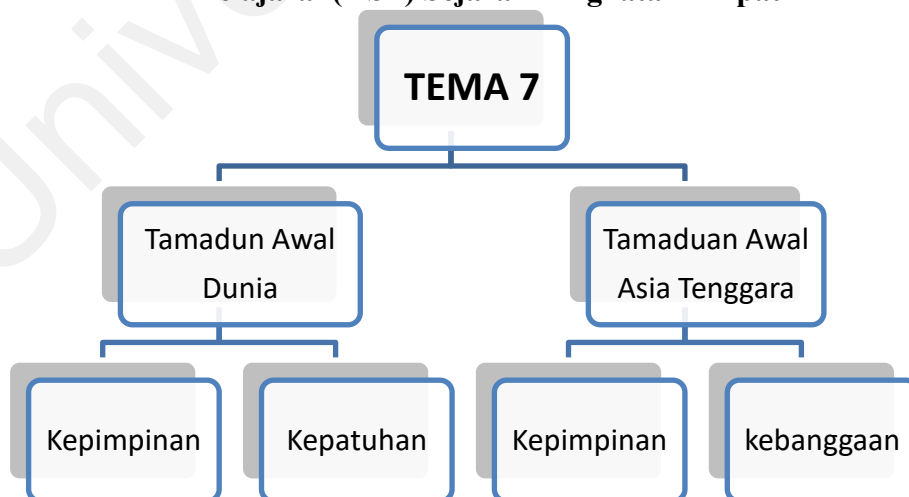 TEMA 7
Tamadun Awal
Dunia
Tamaduan Awal
Asia Tenggara
Kepimpinan
Kepatuhan
Kepimpinan
kebanggaan